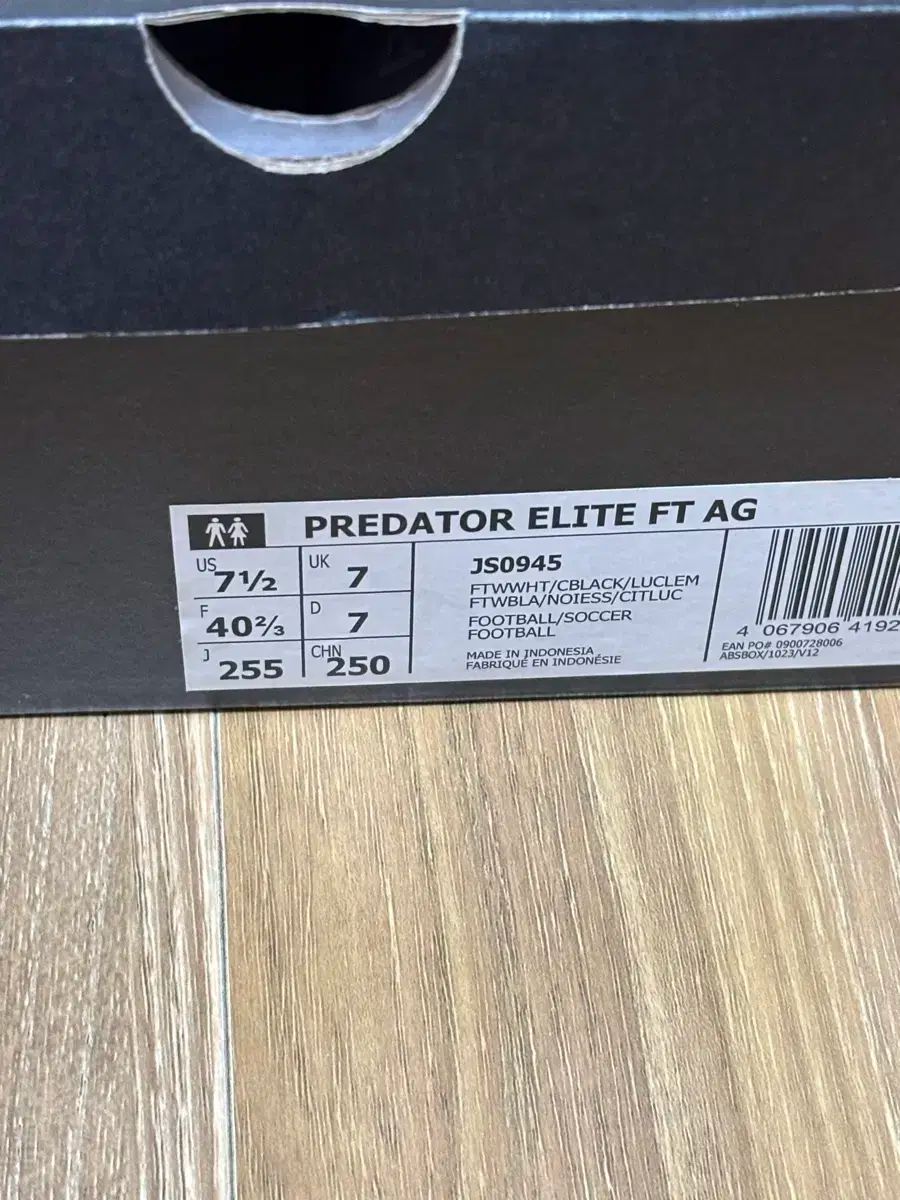 PREDATOR ELITE FT AG
US 7½
UK 7
F 40⅔
D 7
J 255
CHN 250
JS0945
FTWWHT/CBLACK/LUCLEM
FTWBLA/NOIESS/CITLUC
FOOTBALL/SOCCER
FOOTBALL
MADE IN INDONESIA
FABRIQUÉ EN INDONÉSIE
4 067906 4192
EAN PO# 0900728006
ABSBOX/1023/V12